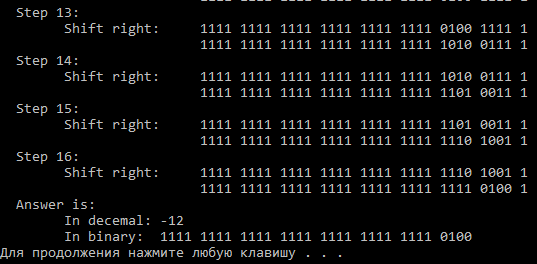 Step 13:
Shift right: 1111 1111 1111 1111 1111 1111 0100 1111 1
1111 1111 1111 1111 1111 1111 1010 0111 1
Step 14:
Shift right: 1111 1111 1111 1111 1111 1111 1010 0111 1
1111 1111 1111 1111 1111 1111 1101 0011 1
Step 15:
Shift right: 1111 1111 1111 1111 1111 1111 1101 0011 1
1111 1111 1111 1111 1111 1111 1110 1001 1
Step 16:
Shift right: 1111 1111 1111 1111 1111 1111 1110 1001 1
1111 1111 1111 1111 1111 1111 1111 0100 1
Answer is:
In decemal: -12
In binary: 1111 1111 1111 1111 1111 1111 1111 0100
Для продолжения нажмите любую клавишу . . .